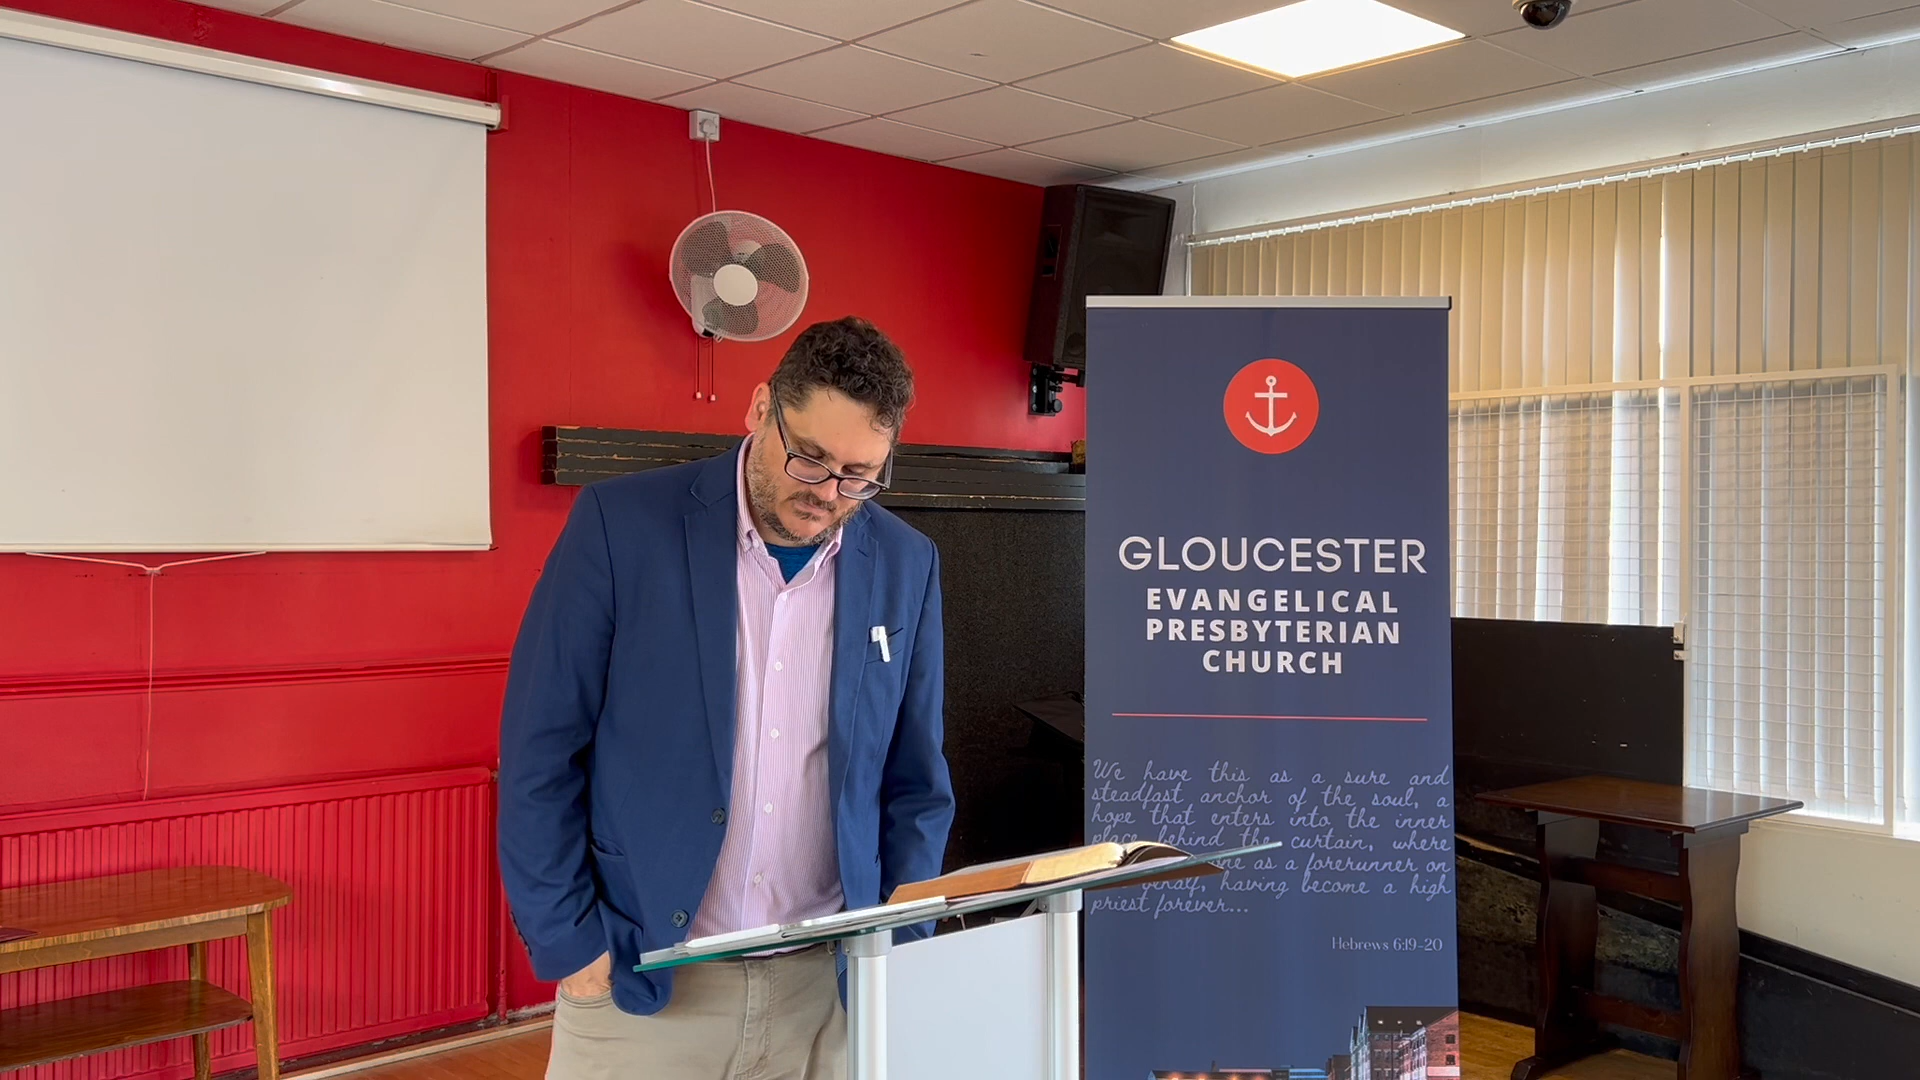 GLOUCESTER
EVANGELICAL
PRESBYTERIAN
CHURCH
We have this as a sure and
steadfast anchor of the soul, a
hope that enters into the inner
place behind the curtain, where
as a forerunner on
behalf, having become a high
priest forever...
Hebrews 6:19-20